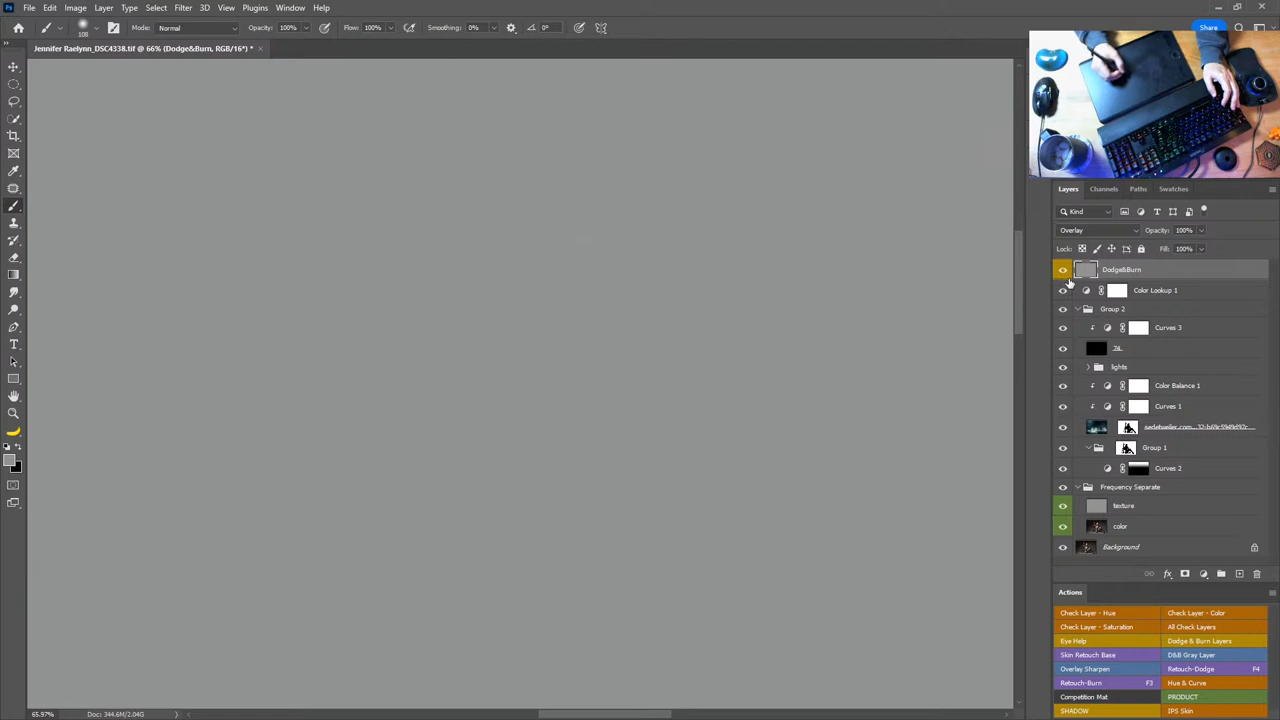 File Edit Image Layer Type Select Filter 3D View Plugins Window Help
108 Mode: Normal Opacity: 100% Flow: 100% Smoothing: 0% 0° Share
Jennifer Raelynn_DSC4338.tif @ 66% (Dodge&Burn, RGB/16*) *
Layers Channels Paths Swatches
Kind
Overlay Opacity: 100%
Lock: Fill: 100%
Dodge&Burn
Color Lookup 1
Group 2
Curves 3
74
lights
Color Balance 1
Curves 1
Group 1
Curves 2
Frequency Separate
texture
color
Background
Actions
Check Layer - Hue Check Layer - Color
Check Layer - Saturation All Check Layers
Eye Help Dodge & Burn Layers
Skin Retouch Base D&B Gray Layer
Overlay Sharpen Retouch-Dodge F4
Retouch-Burn F3 Hue & Curve
Competition Mat PRODUCT
SHADOW IPS Skin
65.97% Doc: 344.6M/2.04G